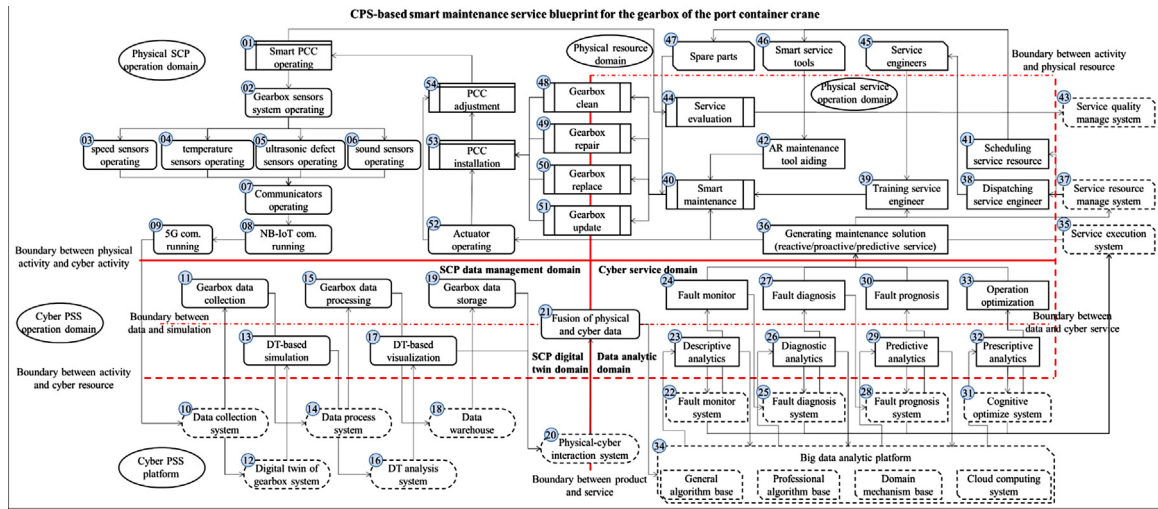 CPS-based smart maintenance service blueprint for the gearbox of the port container crane
Physical SCP
operation domain
01
Smart PCC
operating
02
Gearbox sensors
system operating
03
speed sensors
operating
04
temperature
sensors operating
05
ultrasonic defect
sensors operating
06
sound sensors
operating
07
Communicators
operating
08
NB-IoT com.
running
09
5G com.
running
54
PCC
adjustment
53
PCC
installation
52
Actuator
operating
Physical resource
domain
48
Gearbox
clean
49
Gearbox
repair
50
Gearbox
replace
51
Gearbox
update
47
Spare parts
46
Smart service
tools
45
Service
engineers
Boundary between activity
and physical resource
Physical service
operation domain
44
Service
evaluation
43
Service quality
manage system
42
AR maintenance
tool aiding
41
Scheduling
service resource
40
Smart
maintenance
39
Training service
engineer
38
Dispatching
service engineer
37
Service resource
manage system
36
Generating maintenance solution
(reactive/proactive/predictive service)
35
Service execution
system
Boundary between physical
activity and cyber activity
SCP data management domain
Cyber service domain
11
Gearbox data
collection
15
Gearbox data
processing
19
Gearbox data
storage
24
Fault monitor
27
Fault diagnosis
30
Fault prognosis
33
Operation
optimization
Cyber PSS
operation domain
Boundary between
data and simulation
21
Fusion of physical
and cyber data
Boundary between
data and cyber service
13
DT-based
simulation
17
DT-based
visualization
SCP digital
twin domain
Data analytic
domain
23
Descriptive
analytics
26
Diagnostic
analytics
29
Predictive
analytics
32
Prescriptive
analytics
Boundary between activity
and cyber resource
10
Data collection
system
14
Data process
system
18
Data
warehouse
22
Fault monitor
system
25
Fault diagnosis
system
28
Fault prognosis
system
31
Cognitive
optimize system
20
Physical-cyber
interaction system
Cyber PSS
platform
12
Digital twin of
gearbox system
16
DT analysis
system
Boundary between product
and service
34
Big data analytic platform
General
algorithm base
Professional
algorithm base
Domain
mechanism base
Cloud computing
system